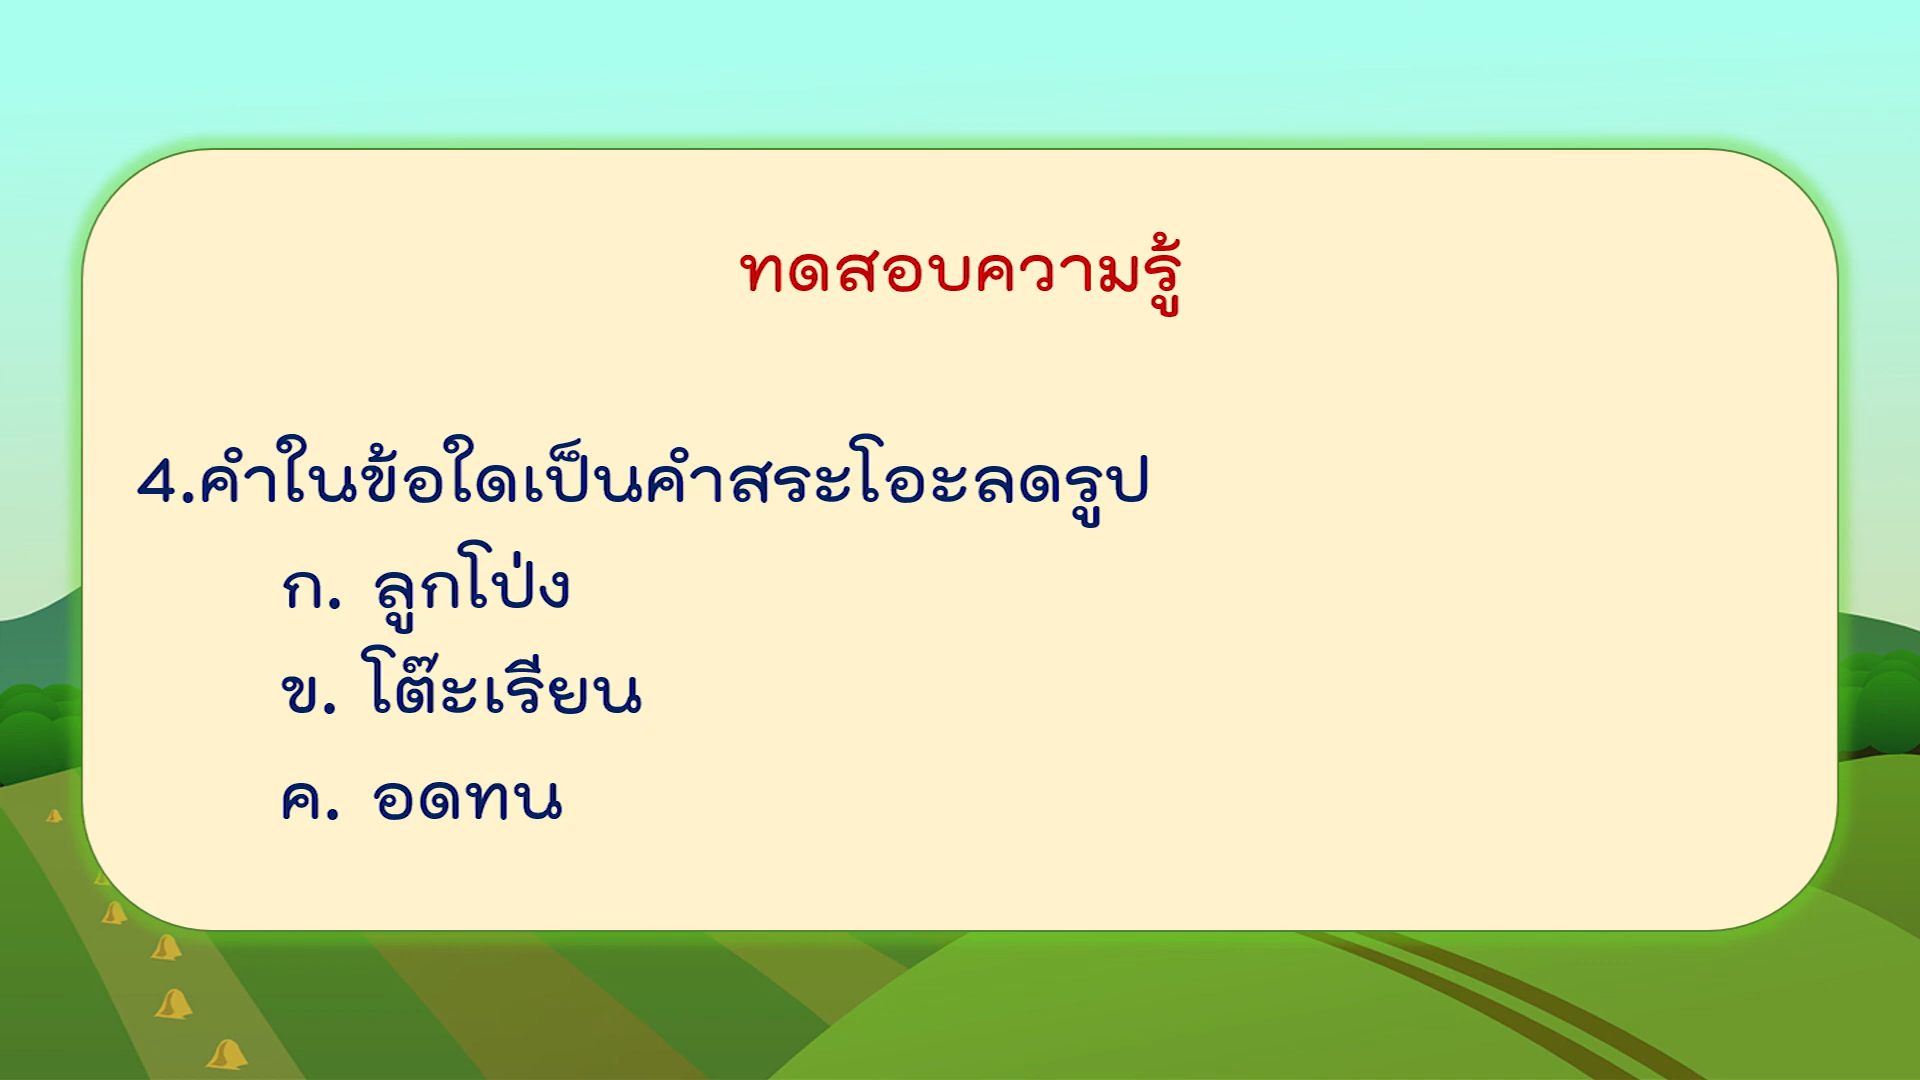 ทดสอบความรู้
4.คำในข้อใดเป็นคำสระโอะลดรูป
ก. ลูกโป่ง
ข. โต๊ะเรียน
ค. อดทน